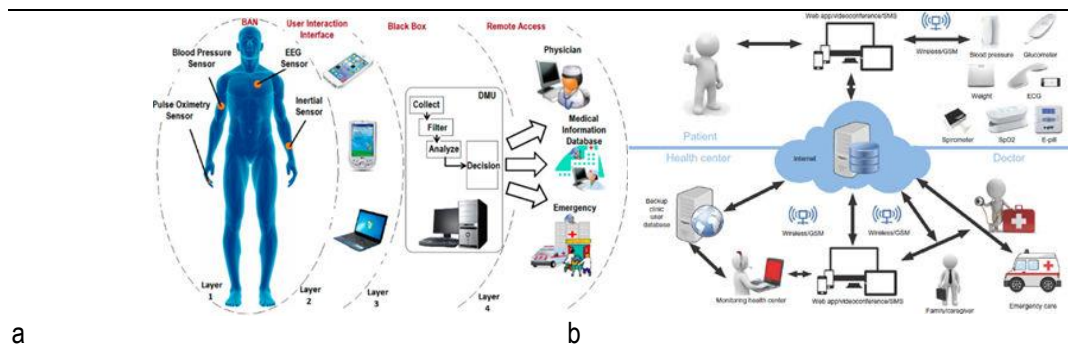 BAN
User Interaction
Interface
Black Box
Remote Access
Blood Pressure
Sensor
EEG
Sensor
Pulse Oximetry
Sensor
Inertial
Sensor
DMU
Collect
Filter
Analyze
Decision
Physician
Medical
Information
Database
Emergency
Layer
1
Layer
2
Layer
3
Layer
4
a
Web app/videoconference/SMS
Wireless/GSM
Blood pressure
Glucometer
Weight
ECG
Spirometer
SpO2
E-pill
Patient
Health center
Internet
Doctor
Backup
clinic
user
database
Wireless/GSM
Wireless/GSM
Monitoring health center
Web app/videoconference/SMS
Family/caregiver
Emergency care
b